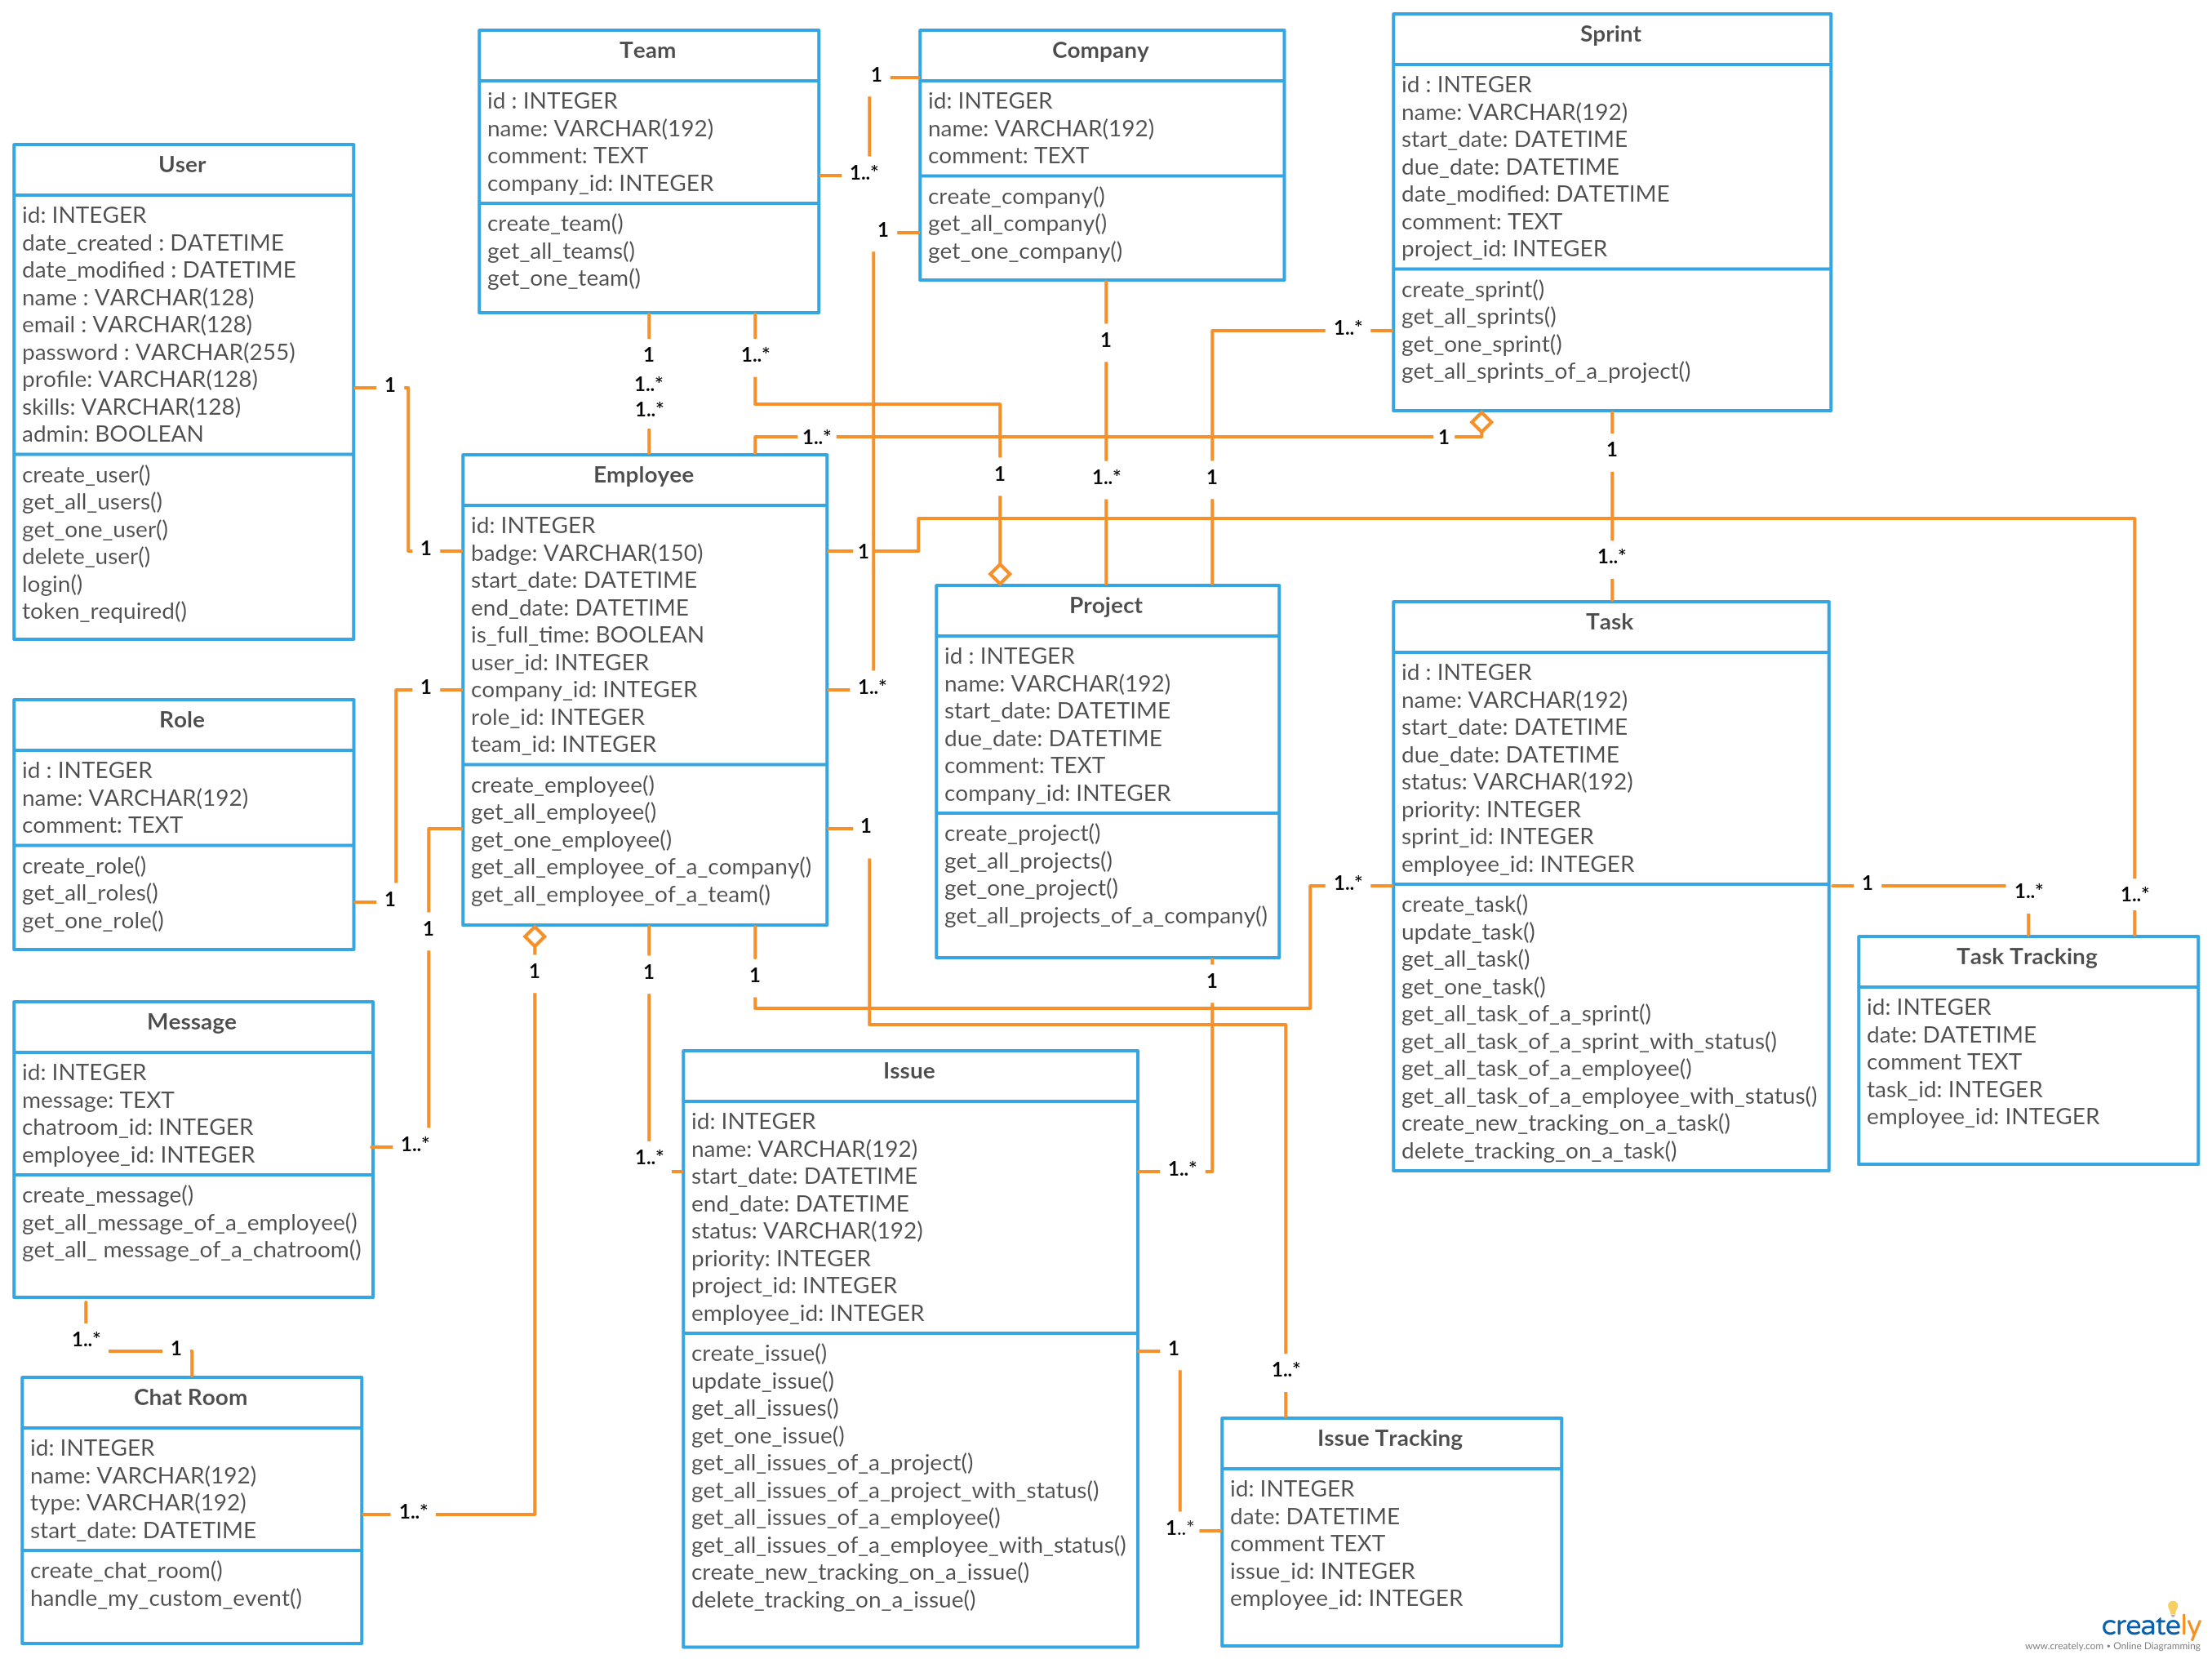 Team
id : INTEGER
name: VARCHAR(192)
comment: TEXT
company_id: INTEGER
create_team()
get_all_teams()
get_one_team()
1
1..*
1..*
1..*
1
Company
id: INTEGER
name: VARCHAR(192)
comment: TEXT
create_company()
get_all_company()
get_one_company()
1
1..*
1
1..*
1
1..*
Sprint
id : INTEGER
name: VARCHAR(192)
start_date: DATETIME
due_date: DATETIME
date_modified: DATETIME
comment: TEXT
project_id: INTEGER
create_sprint()
get_all_sprints()
get_one_sprint()
get_all_sprints_of_a_project()
1..*
1
1..*
1
1
1..*
User
id: INTEGER
date_created : DATETIME
date_modified : DATETIME
name : VARCHAR(128)
email : VARCHAR(128)
password : VARCHAR(255)
profile: VARCHAR(128)
skills: VARCHAR(128)
admin: BOOLEAN
create_user()
get_all_users()
get_one_user()
delete_user()
login()
token_required()
1
1
Employee
id: INTEGER
badge: VARCHAR(150)
start_date: DATETIME
end_date: DATETIME
is_full_time: BOOLEAN
user_id: INTEGER
company_id: INTEGER
role_id: INTEGER
team_id: INTEGER
create_employee()
get_all_employee()
get_one_employee()
get_all_employee_of_a_company()
get_all_employee_of_a_team()
1
1..*
1
1
1
1
Project
id : INTEGER
name: VARCHAR(192)
start_date: DATETIME
due_date: DATETIME
comment: TEXT
company_id: INTEGER
create_project()
get_all_projects()
get_one_project()
get_all_projects_of_a_company()
1
Task
id : INTEGER
name: VARCHAR(192)
start_date: DATETIME
due_date: DATETIME
status: VARCHAR(192)
priority: INTEGER
sprint_id: INTEGER
employee_id: INTEGER
create_task()
update_task()
get_all_task()
get_one_task()
get_all_task_of_a_sprint()
get_all_task_of_a_sprint_with_status()
get_all_task_of_a_employee()
get_all_task_of_a_employee_with_status()
create_new_tracking_on_a_task()
delete_tracking_on_a_task()
1..*
1
1..*
1..*
Task Tracking
id: INTEGER
date: DATETIME
comment TEXT
task_id: INTEGER
employee_id: INTEGER
Role
id : INTEGER
name: VARCHAR(192)
comment: TEXT
create_role()
get_all_roles()
get_one_role()
1
1
1
Message
id: INTEGER
message: TEXT
chatroom_id: INTEGER
employee_id: INTEGER
create_message()
get_all_message_of_a_employee()
get_all_ message_of_a_chatroom()
1..*
1..*
1
Chat Room
id: INTEGER
name: VARCHAR(192)
type: VARCHAR(192)
start_date: DATETIME
create_chat_room()
handle_my_custom_event()
1..*
Issue
id: INTEGER
name: VARCHAR(192)
start_date: DATETIME
end_date: DATETIME
status: VARCHAR(192)
priority: INTEGER
project_id: INTEGER
employee_id: INTEGER
create_issue()
update_issue()
get_all_issues()
get_one_issue()
get_all_issues_of_a_project()
get_all_issues_of_a_project_with_status()
get_all_issues_of_a_employee()
get_all_issues_of_a_employee_with_status()
create_new_tracking_on_a_issue()
delete_tracking_on_a_issue()
1..*
1..*
1
1..*
1..*
Issue Tracking
id: INTEGER
date: DATETIME
comment TEXT
issue_id: INTEGER
employee_id: INTEGER
creately
www.creately.com • Online Diagramming